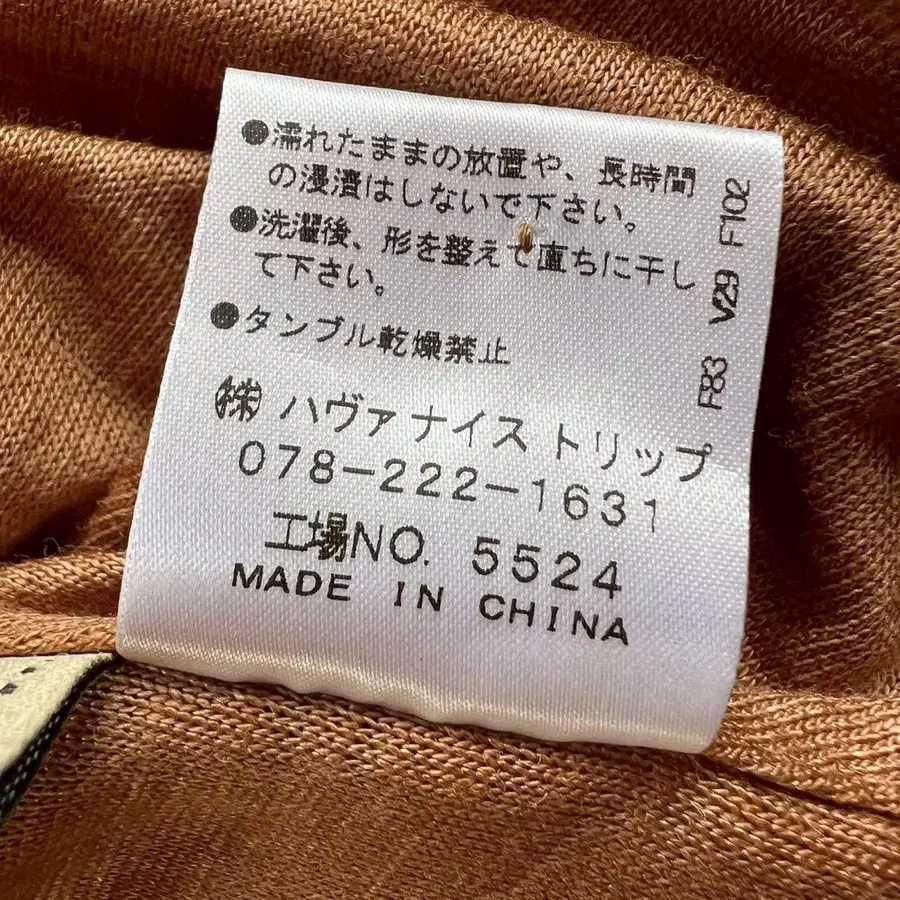 ●濡れたままの放置や、長時間
の浸漬はしないで下さい。
●洗濯後、形を整えて直ちに干し
て下さい。
●タンブル乾燥禁止
㈱ ハヴァ ナイス トリップ
078-222-1631
工場NO. 5524
MADE IN CHINA
F83 V29 F102